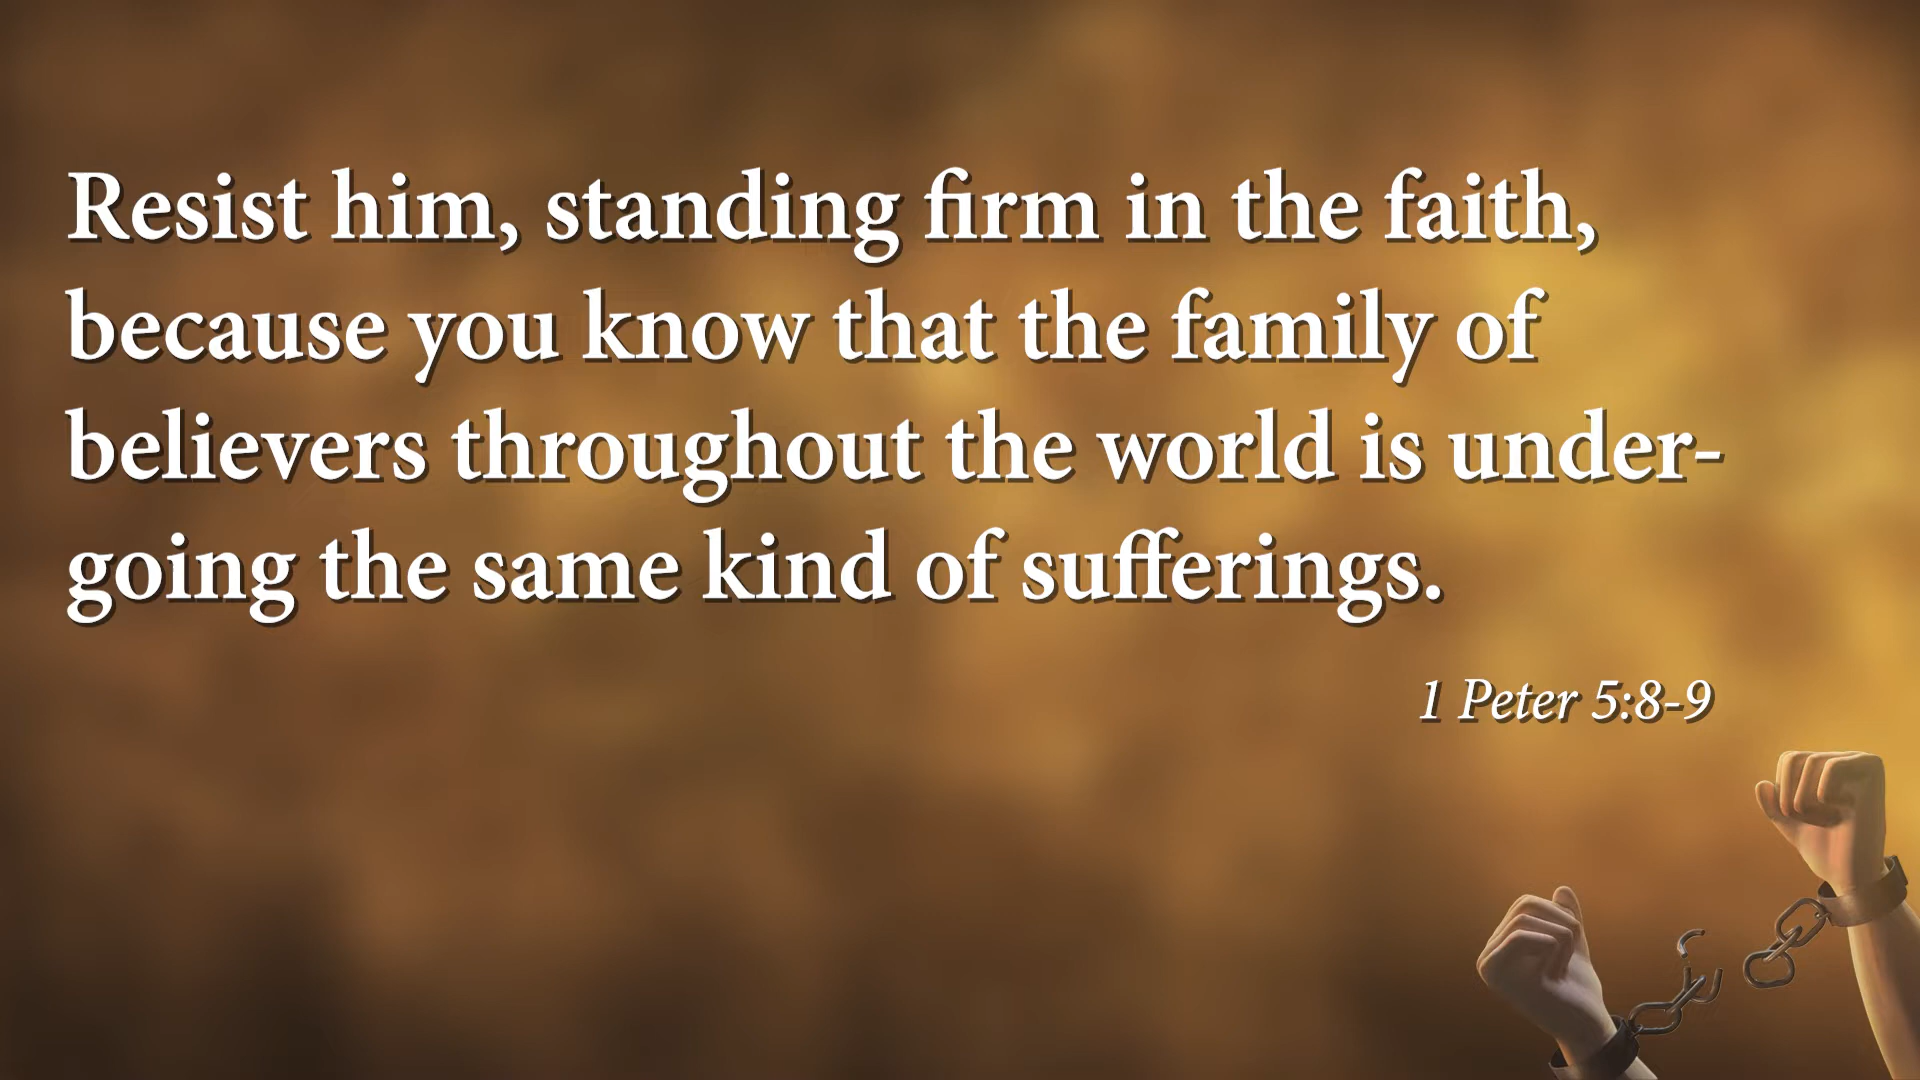 Resist him, standing firm in the faith,
because you know that the family of
believers throughout the world is under-
going the same kind of sufferings.
1 Peter 5:8-9